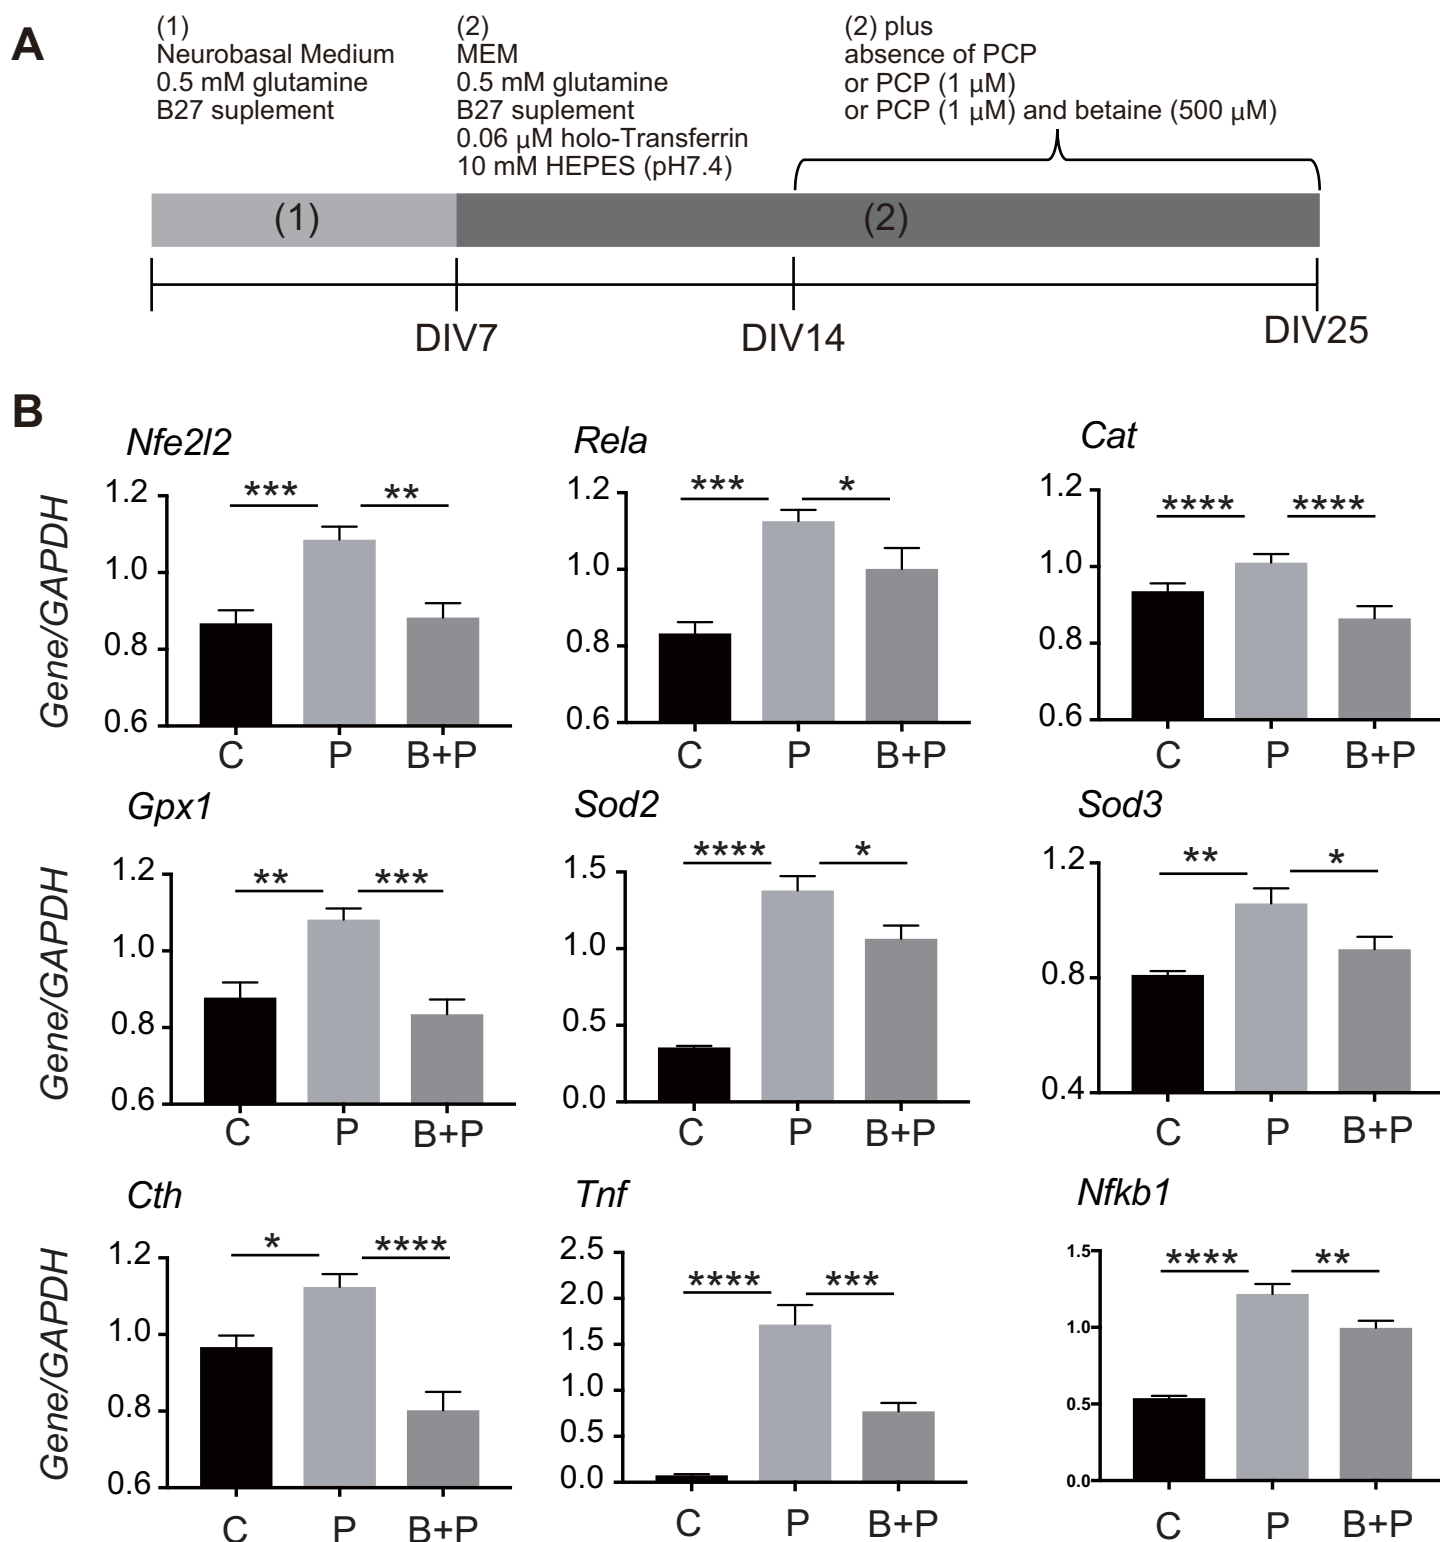 A
(1)
Neurobasal Medium
0.5 mM glutamine
B27 suplement
(2)
MEM
0.5 mM glutamine
B27 suplement
0.06 µM holo-Transferrin
10 mM HEPES (pH7.4)
(2) plus
absence of PCP
or PCP (1 µM)
or PCP (1 µM) and betaine (500 µM)
(1)
(2)
DIV7
DIV14
DIV25
B
Nfe2l2
Gene/GAPDH
1.2
1.0
0.8
0.6
***
**
C
P
B+P
Rela
1.2
1.0
0.8
0.6
***
*
C
P
B+P
Cat
1.2
1.0
0.8
0.6
****
****
C
P
B+P
Gpx1
Gene/GAPDH
1.2
1.0
0.8
0.6
**
***
C
P
B+P
Sod2
1.5
1.0
0.5
0.0
****
*
C
P
B+P
Sod3
1.2
0.8
0.4
**
*
C
P
B+P
Cth
Gene/GAPDH
1.2
1.0
0.8
0.6
*
****
C
P
B+P
Tnf
2.5
2.0
1.5
1.0
0.5
0.0
****
***
C
P
B+P
Nfkb1
1.5
1.0
0.5
0.0
****
**
C
P
B+P